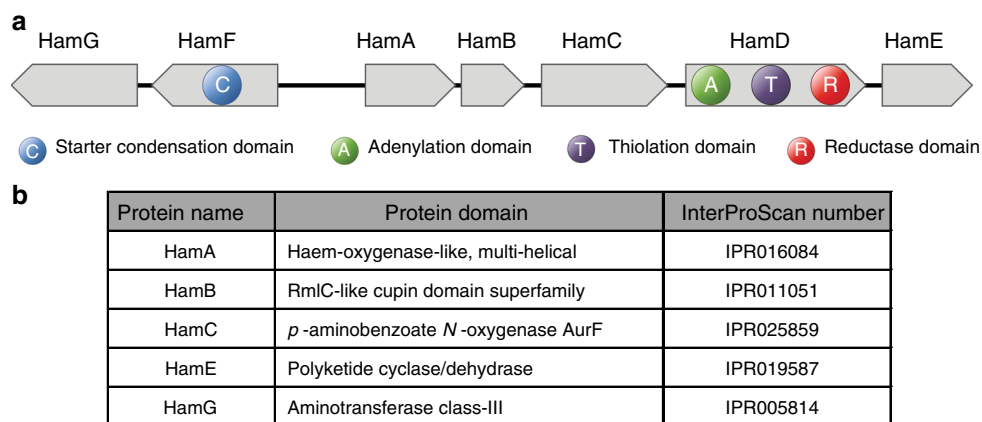 a
HamG HamF HamA HamB HamC HamD HamE
C A T R
C Starter condensation domain A Adenylation domain T Thiolation domain R Reductase domain
b
Protein name Protein domain InterProScan number
HamA Haem-oxygenase-like, multi-helical IPR016084
HamB RmlC-like cupin domain superfamily IPR011051
HamC p -aminobenzoate N -oxygenase AurF IPR025859
HamE Polyketide cyclase/dehydrase IPR019587
HamG Aminotransferase class-III IPR005814